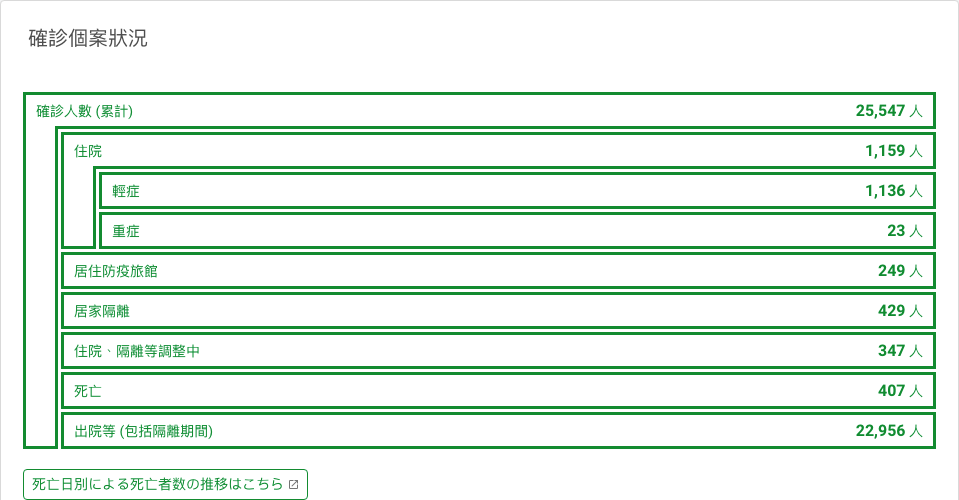 確診個案狀況
確診人數 (累計) 25,547 人
住院 1,159 人
輕症 1,136 人
重症 23 人
居住防疫旅館 249 人
居家隔離 429 人
住院、隔離等調整中 347 人
死亡 407 人
出院等 (包括隔離期間) 22,956 人
死亡日別による死亡者数の推移はこちら